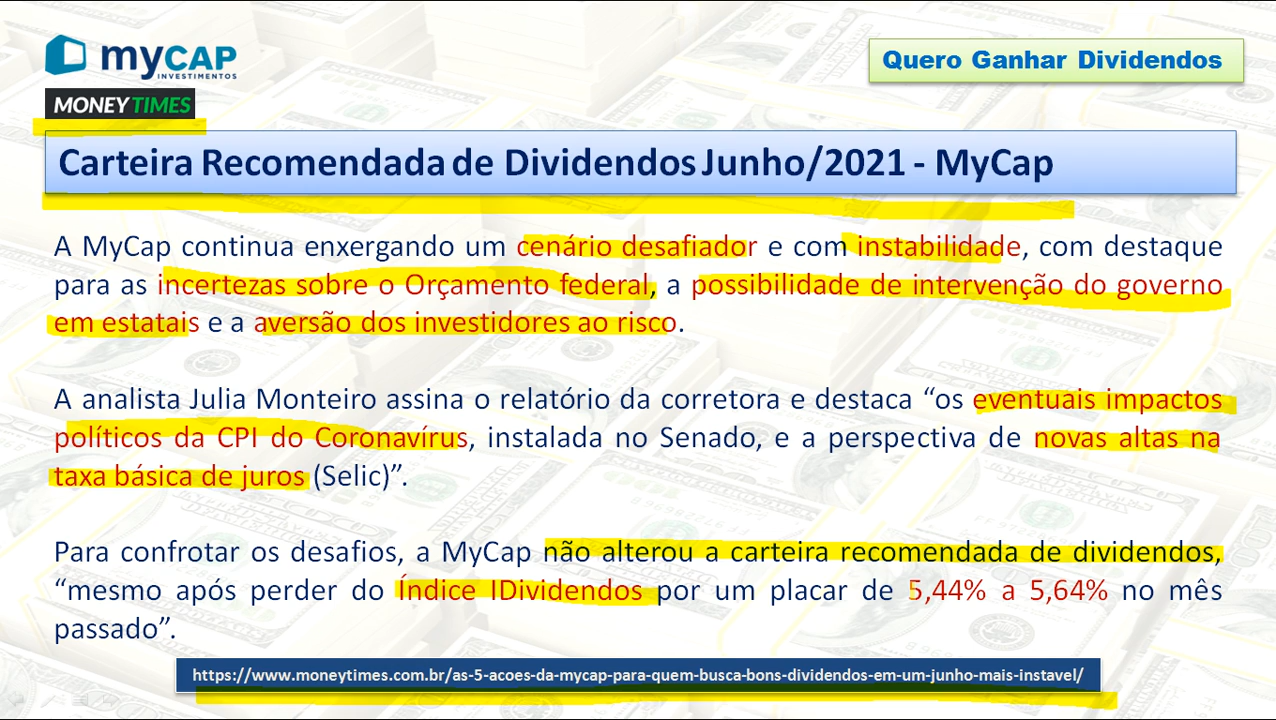 myCAP
INVESTIMENTOS
Quero Ganhar Dividendos
MONEY TIMES
Carteira Recomendada de Dividendos Junho/2021 - MyCap
A MyCap continua enxergando um cenário desafiador e com instabilidade, com destaque
para as incertezas sobre o Orçamento federal, a possibilidade de intervenção do governo
em estatais e a aversão dos investidores ao risco.
A analista Julia Monteiro assina o relatório da corretora e destaca “os eventuais impactos
políticos da CPI do Coronavírus, instalada no Senado, e a perspectiva de novas altas na
taxa básica de juros (Selic)”.
Para confrotar os desafios, a MyCap não alterou a carteira recomendada de dividendos,
“mesmo após perder do Índice IDividendos por um placar de 5,44% a 5,64% no mês
passado”.
https://www.moneytimes.com.br/as-5-acoes-da-mycap-para-quem-busca-bons-dividendos-em-um-junho-mais-instavel/